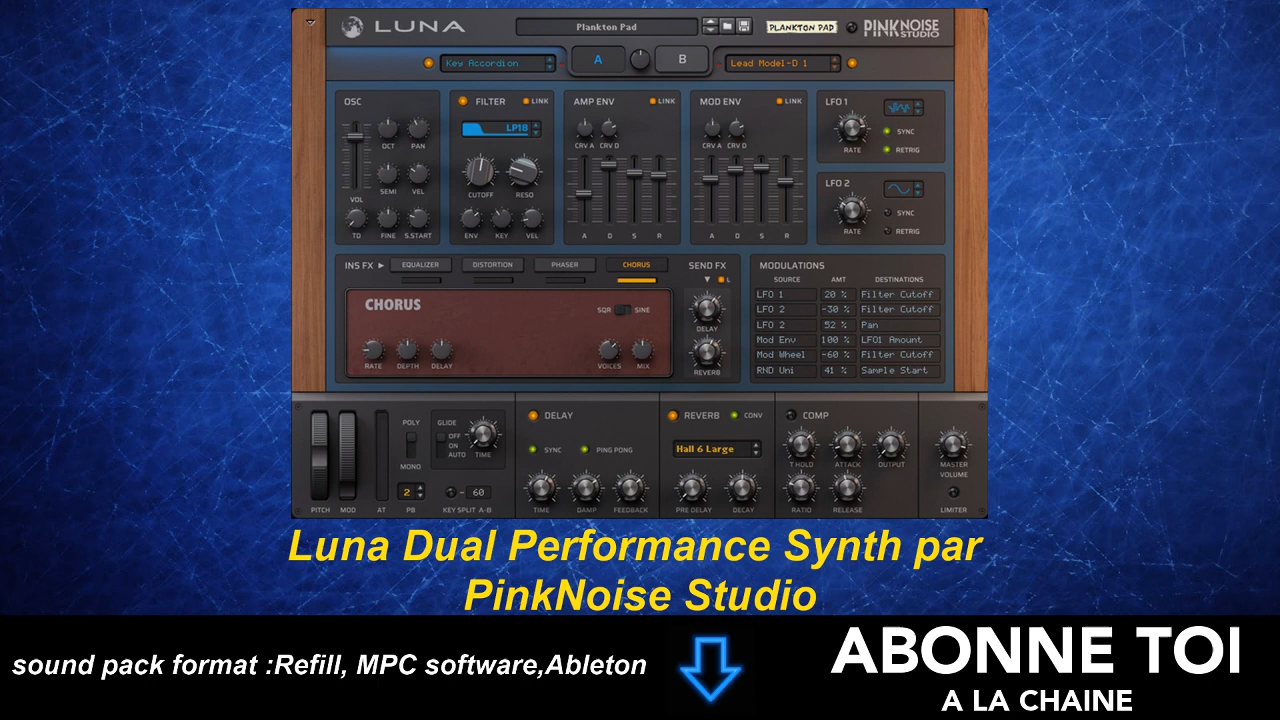 LUNA
Plankton Pad
PLANKTON PAD
PINKNOISE
STUDIO
Key Accordion
A
B
Lead Model-D 1
OSC
OCT
PAN
SEMI
VEL
VOL
TD
FINE
S.START
FILTER
LINK
LP18
CUTOFF
RESO
ENV
KEY
VEL
AMP ENV
LINK
CRV A
CRV D
A D S R
MOD ENV
LINK
CRV A
CRV D
A D S R
LFO 1
RATE
SYNC
RETRIG
LFO 2
RATE
SYNC
RETRIG
INS FX
EQUALIZER
DISTORTION
PHASER
CHORUS
CHORUS
SQR
SINE
RATE
DEPTH
DELAY
VOICES
MIX
SEND FX
L
DELAY
REVERB
MODULATIONS
SOURCE AMT DESTINATIONS
LFO 1 20 % Filter Cutoff
LFO 2 -30 % Filter Cutoff
LFO 2 52 % Pan
Mod Env 100 % LFO1 Amount
Mod Wheel -60 % Filter Cutoff
RND Uni 41 % Sample Start
PITCH
MOD
AT
POLY
MONO
2
PB
GLIDE
OFF
ON
AUTO
TIME
- 60
KEY SPLIT A-B
DELAY
SYNC
PING PONG
TIME
DAMP
FEEDBACK
REVERB
CONV
Hall 6 Large
PRE DELAY
DECAY
COMP
T HOLD
ATTACK
OUTPUT
RATIO
RELEASE
MASTER
VOLUME
LIMITER
Luna Dual Performance Synth par
PinkNoise Studio
sound pack format :Refill, MPC software,Ableton
ABONNE TOI
A LA CHAINE